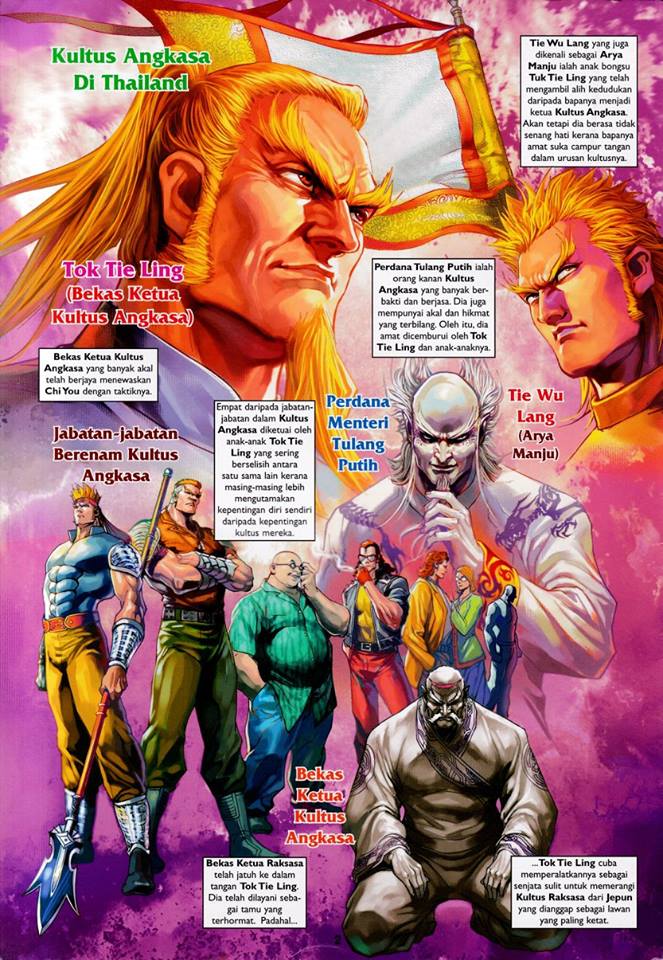 Kultus Angkasa
Di Thailand
Tie Wu Lang yang juga
dikenali sebagai Arya
Manju ialah anak bongsu
Tuk Tie Ling yang telah
mengambil alih kedudukan
daripada bapanya menjadi
ketua Kultus Angkasa.
Akan tetapi dia berasa tidak
senang hati kerana bapanya
amat suka campur tangan
dalam urusan kultusnya.
Tok Tie Ling
(Bekas Ketua
Kultus Angkasa)
Perdana Tulang Putih ialah
orang kanan Kultus
Angkasa yang banyak ber-
bakti dan berjasa. Dia juga
mempunyai akal dan hikmat
yang terbilang. Oleh itu, dia
amat dicemburui oleh Tok
Tie Ling dan anak-anaknya.
Bekas Ketua Kultus
Angkasa yang banyak akal
telah berjaya menewaskan
Chi You dengan taktiknya.
Perdana
Menteri
Tulang
Putih
Tie Wu
Lang
(Arya
Manju)
Jabatan-jabatan
Berenam Kultus
Angkasa
Empat daripada jabatan-
jabatan dalam Kultus
Angkasa diketuai oleh
anak-anak Tok Tie
Ling yang sering
berselisih antara
satu sama lain kerana
masing-masing lebih
mengutamakan
kepentingan diri sendiri
daripada kepentingan
kultus mereka.
Bekas
Ketua
Kultus
Angkasa
Bekas Ketua Raksasa
telah jatuh ke dalam
tangan Tok Tie Ling.
Dia telah dilayani seba-
gai tamu yang
terhormat. Padahal...
...Tok Tie Ling cuba
memperalatkannya sebagai
senjata sulit untuk memerangi
Kultus Raksasa dari Jepun
yang dianggap sebagai lawan
yang paling ketat.